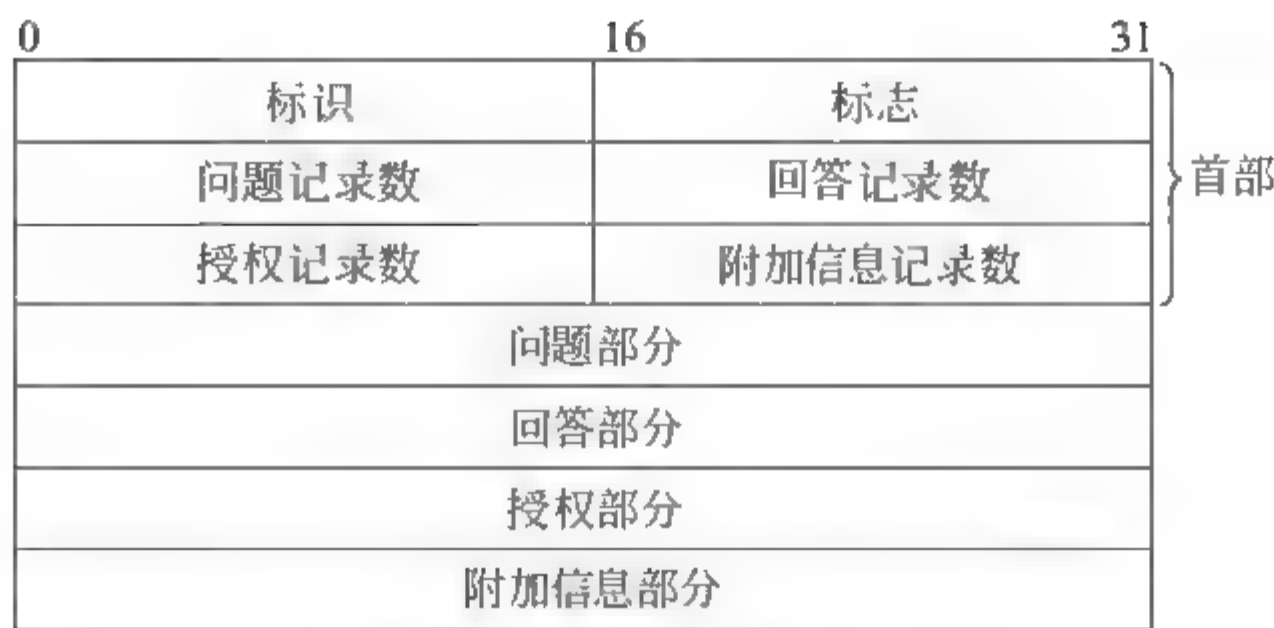 0 16 31
标识 标志
问题记录数 回答记录数
首部
授权记录数 附加信息记录数
问题部分
回答部分
授权部分
附加信息部分